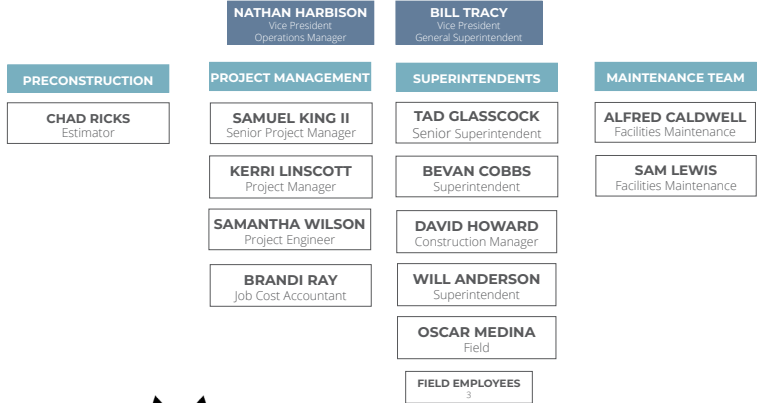 NATHAN HARBISON
Vice President
Operations Manager
BILL TRACY
Vice President
General Superintendent
PRECONSTRUCTION
CHAD RICKS
Estimator
PROJECT MANAGEMENT
SAMUEL KING II
Senior Project Manager
KERRI LINSCOTT
Project Manager
SAMANTHA WILSON
Project Engineer
BRANDI RAY
Job Cost Accountant
SUPERINTENDENTS
TAD GLASSCOCK
Senior Superintendent
BEVAN COBBS
Superintendent
DAVID HOWARD
Construction Manager
WILL ANDERSON
Superintendent
OSCAR MEDINA
Field
FIELD EMPLOYEES
3
MAINTENANCE TEAM
ALFRED CALDWELL
Facilities Maintenance
SAM LEWIS
Facilities Maintenance